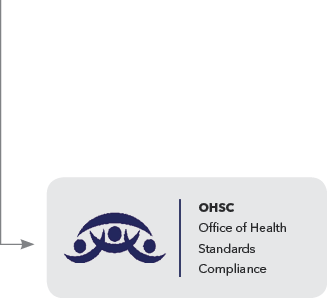 OHSC
Office of Health
Standards
Compliance